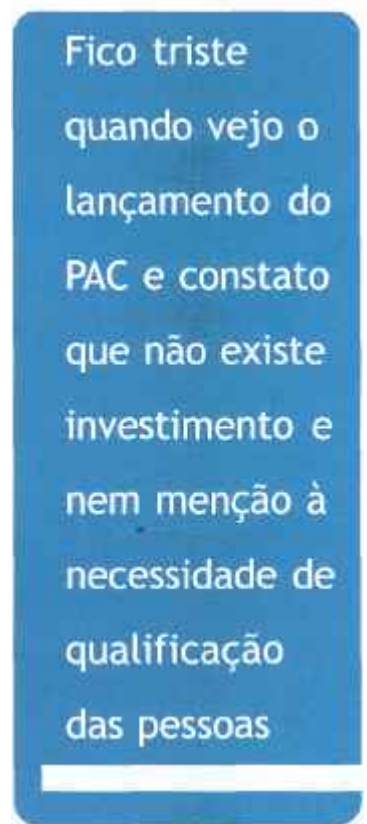 Fico triste
quando vejo o
lançamento do
PAC e constato
que não existe
investimento e
nem menção à
necessidade de
qualificação
das pessoas